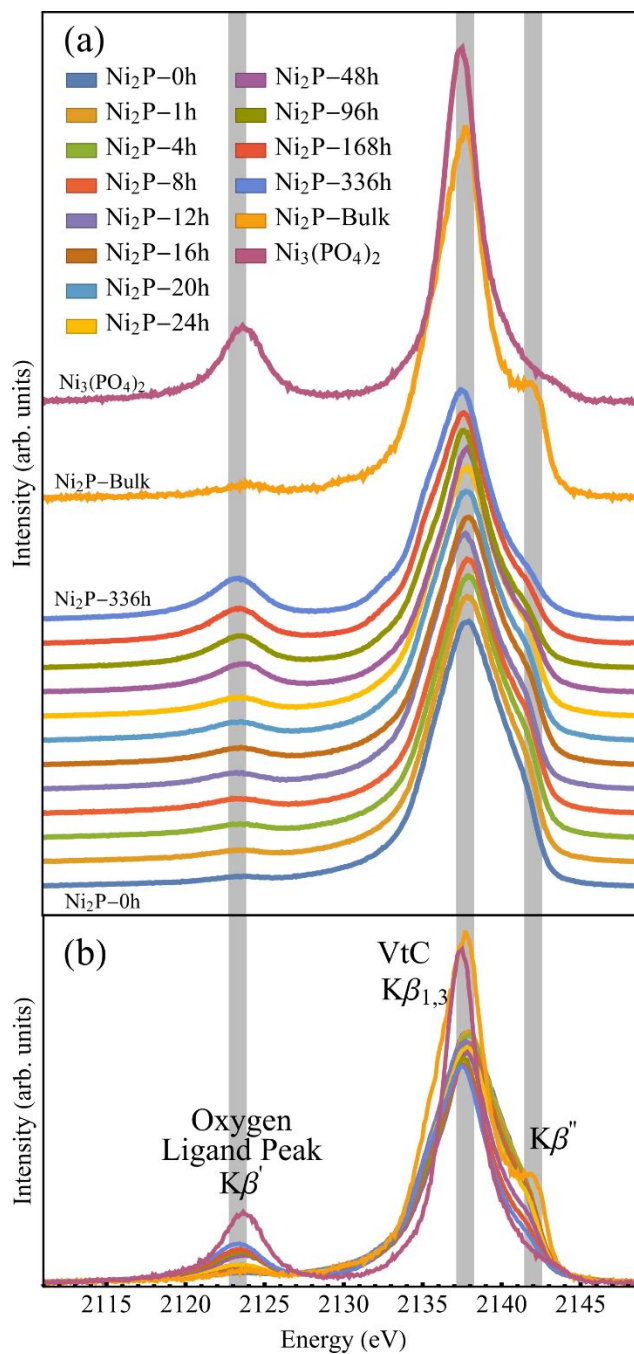 (a)
Ni₂P−0h
Ni₂P−1h
Ni₂P−4h
Ni₂P−8h
Ni₂P−12h
Ni₂P−16h
Ni₂P−20h
Ni₂P−24h
Ni₂P−48h
Ni₂P−96h
Ni₂P−168h
Ni₂P−336h
Ni₂P−Bulk
Ni₃(PO₄)₂
Ni₃(PO₄)₂
Ni₂P−Bulk
Ni₂P−336h
Ni₂P−0h
Intensity (arb. units)
(b)
VtC
Kβ₁,₃
Oxygen
Ligand Peak
Kβ'
Kβ"
Intensity (arb. units)
2115 2120 2125 2130 2135 2140 2145
Energy (eV)